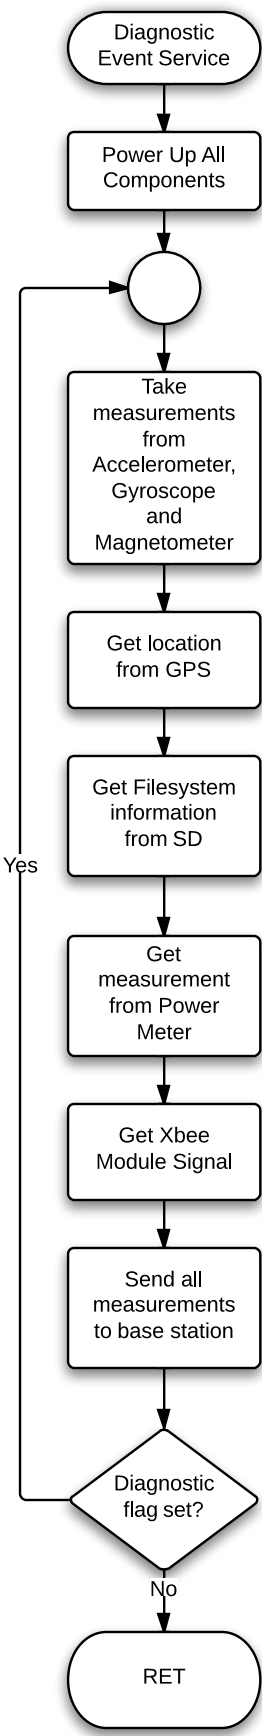 Diagnostic
Event Service
Power Up All
Components
Take
measurements
from
Accelerometer,
Gyroscope
and
Magnetometer
Get location
from GPS
Get Filesystem
information
from SD
Yes
Get
measurement
from Power
Meter
Get Xbee
Module Signal
Send all
measurements
to base station
Diagnostic
flag set?
No
RET